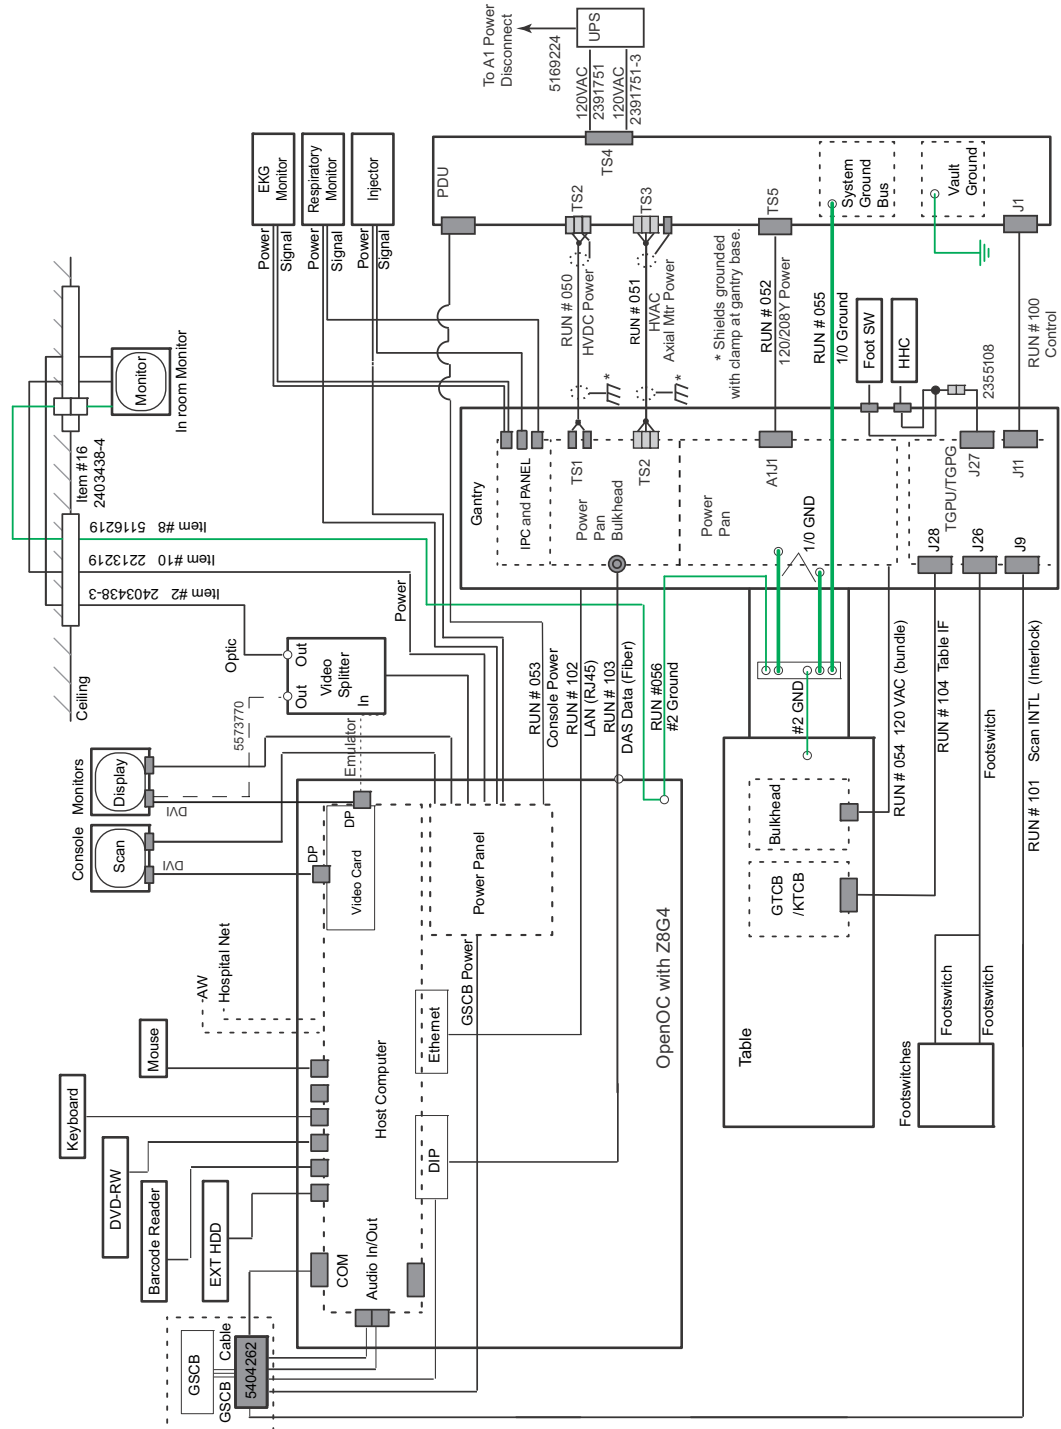 To A1 Power
Disconnect
5169224
UPS
120VAC
2391751
120VAC
2391751-3
PDU
TS4
TS2
TS3
TS5
System
Ground
Bus
Vault
Ground
J1
EKG
Monitor
Respiratory
Monitor
Injector
Power
Signal
Power
Signal
Power
Signal
RUN # 050
HVDC Power
RUN # 051
HVAC
Axial Mtr Power
* Shields grounded
with clamp at gantry base.
RUN # 052
120/208Y Power
RUN # 055
1/0 Ground
Foot SW
HHC
2355108
RUN # 100
Control
*
*
Monitor
In room Monitor
Item #16
2403438-4
Item #8 5116219
Item #10 2213219
Item #2 2403438-3
Ceiling
Gantry
IPC and PANEL
TS1
Power
Pan
Bulkhead
TS2
Power
Pan
A1J1
1/0 GND
TGPU/TGPG
J27
J11
J28
J26
J9
Power
Optic
Out
Out
Video
Splitter
In
5573770
Emulator
RUN # 053
Console Power
RUN # 102
LAN (RJ45)
RUN # 103
DAS Data (Fiber)
RUN #056
#2 Ground
#2 GND
RUN # 054 120 VAC (bundle)
RUN # 104 Table IF
Footswitch
RUN # 101 Scan INTL (Interlock)
Console Monitors
Display
Scan
DVI
DVI
DP
DP
Video Card
Power Panel
GSCB Power
AW
Hospital Net
Mouse
Keyboard
DVD-RW
Barcode Reader
EXT HDD
Host Computer
Ethernet
DIP
COM
Audio In/Out
OpenOC with Z8G4
Bulkhead
GTCB
/KTCB
Table
Footswitch
Footswitch
Footswitches
GSCB
GSCB Cable
5404262